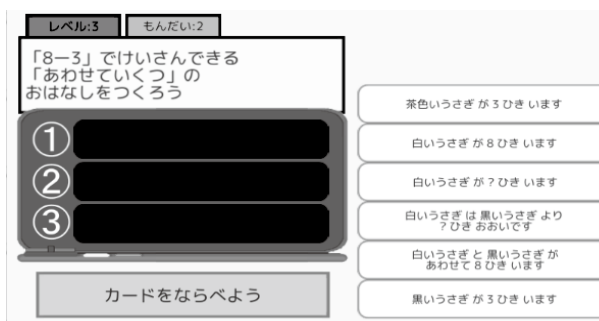 レベル:3
もんだい:2
「8ー3」でけいさんできる
「あわせていくつ」の
おはなしをつくろう
①
②
③
カードをならべよう
茶色いうさぎ が 3 ひき います
白いうさぎ が 8 ひき います
白いうさぎ が ? ひき います
白いうさぎ は 黒いうさぎ より
? ひき おおいです
白いうさぎ と 黒いうさぎ が
あわせて 8 ひき います
黒いうさぎ が 3 ひき います